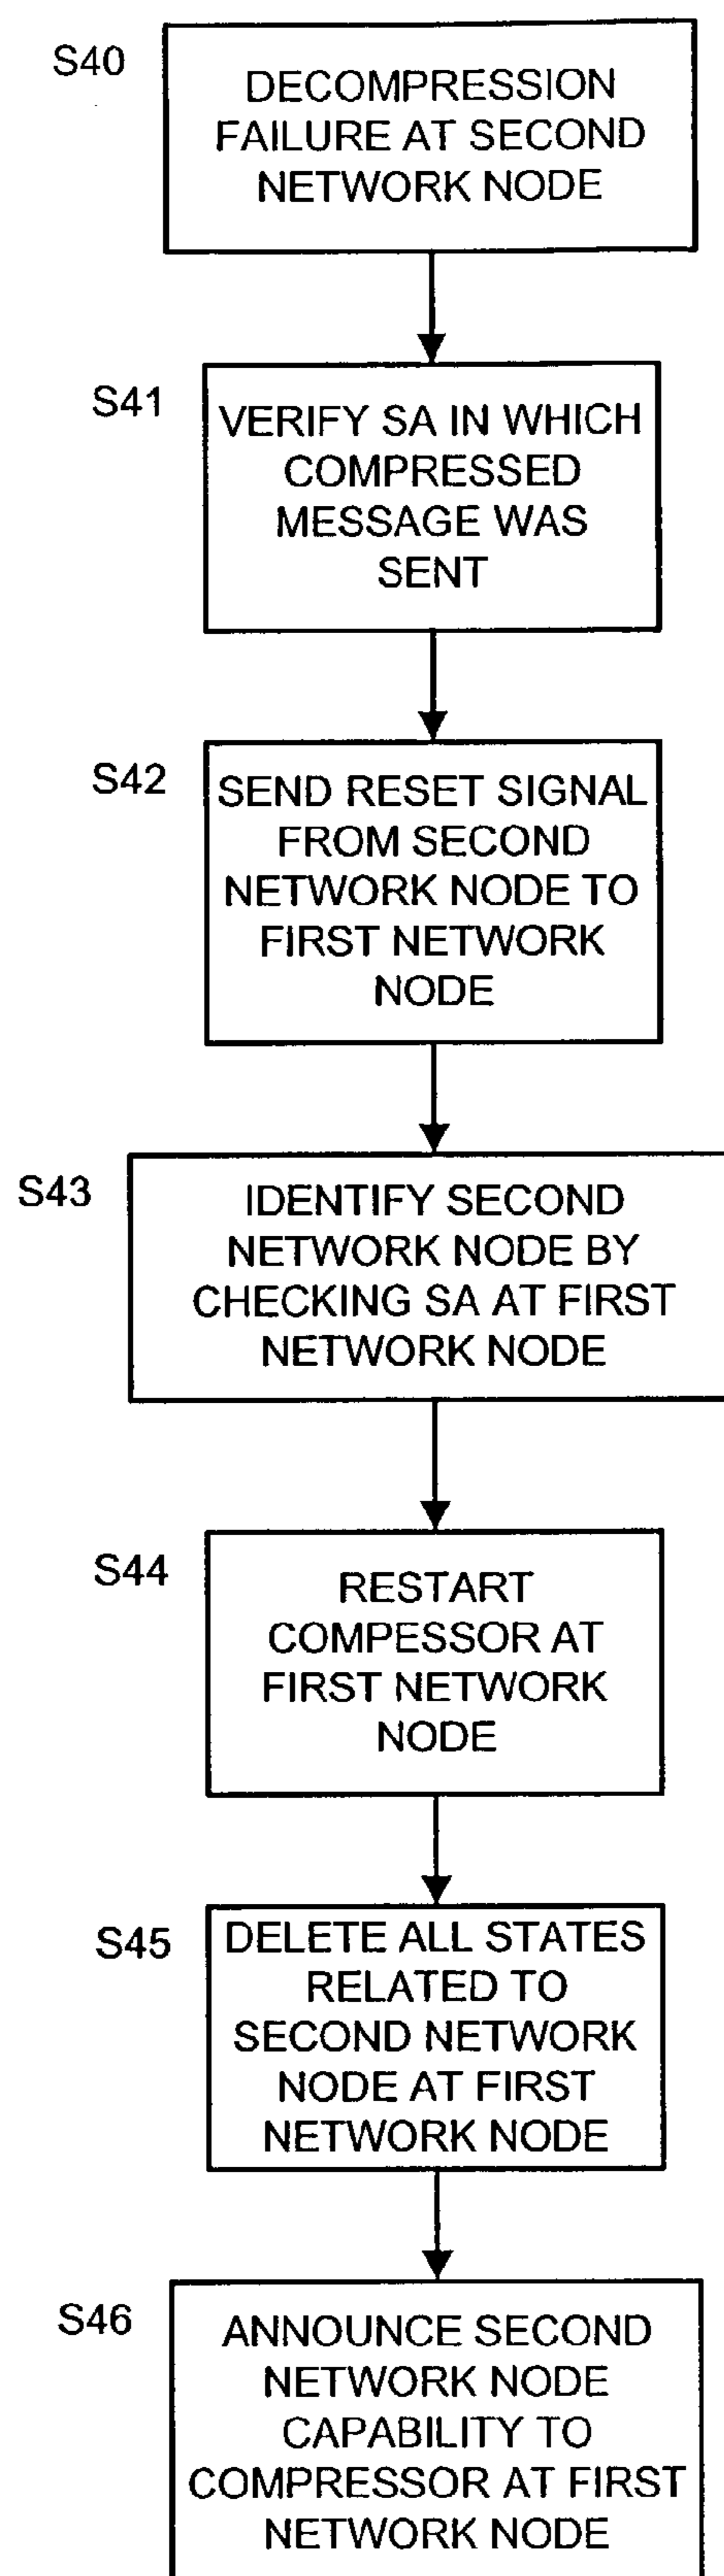 S40
DECOMPRESSION
FAILURE AT SECOND
NETWORK NODE
S41
VERIFY SA IN WHICH
COMPRESSED
MESSAGE WAS
SENT
S42
SEND RESET SIGNAL
FROM SECOND
NETWORK NODE TO
FIRST NETWORK
NODE
S43
IDENTIFY SECOND
NETWORK NODE BY
CHECKING SA AT FIRST
NETWORK NODE
S44
RESTART
COMPESSOR AT
FIRST NETWORK
NODE
S45
DELETE ALL STATES
RELATED TO
SECOND NETWORK
NODE AT FIRST
NETWORK NODE
S46
ANNOUNCE SECOND
NETWORK NODE
CAPABILITY TO
COMPRESSOR AT FIRST
NETWORK NODE